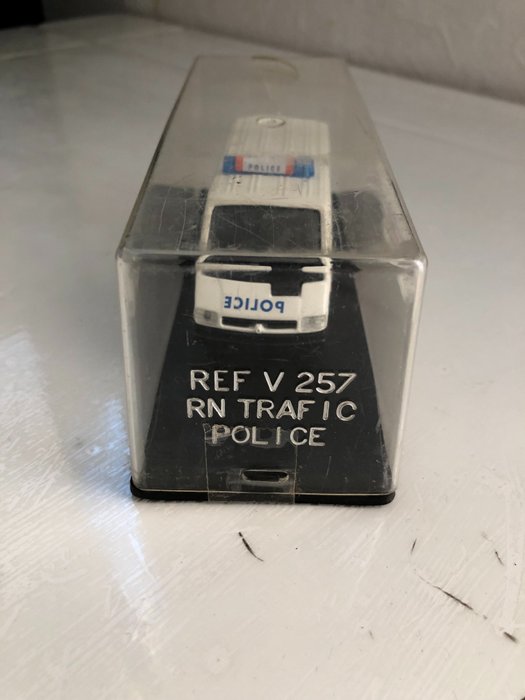 POLICE
POLICE
REF V 257
RN TRAFIC
POLICE